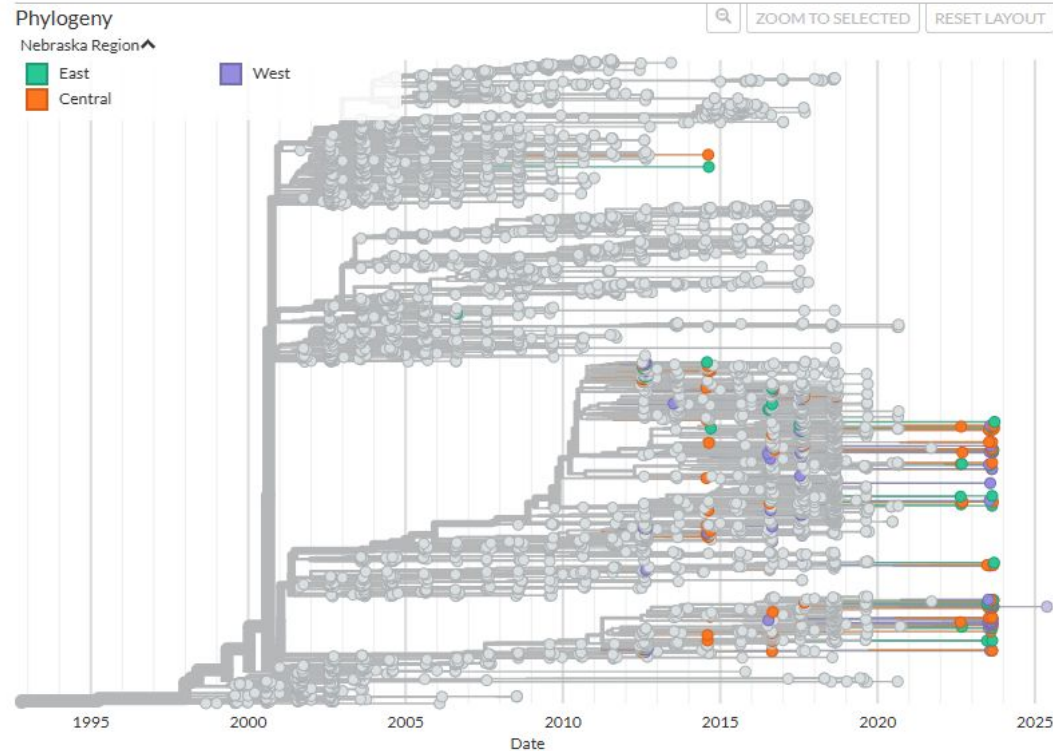 Phylogeny
ZOOM TO SELECTED
RESET LAYOUT
Nebraska Region
East
West
Central
1995
2000
2005
2010
2015
2020
2025
Date